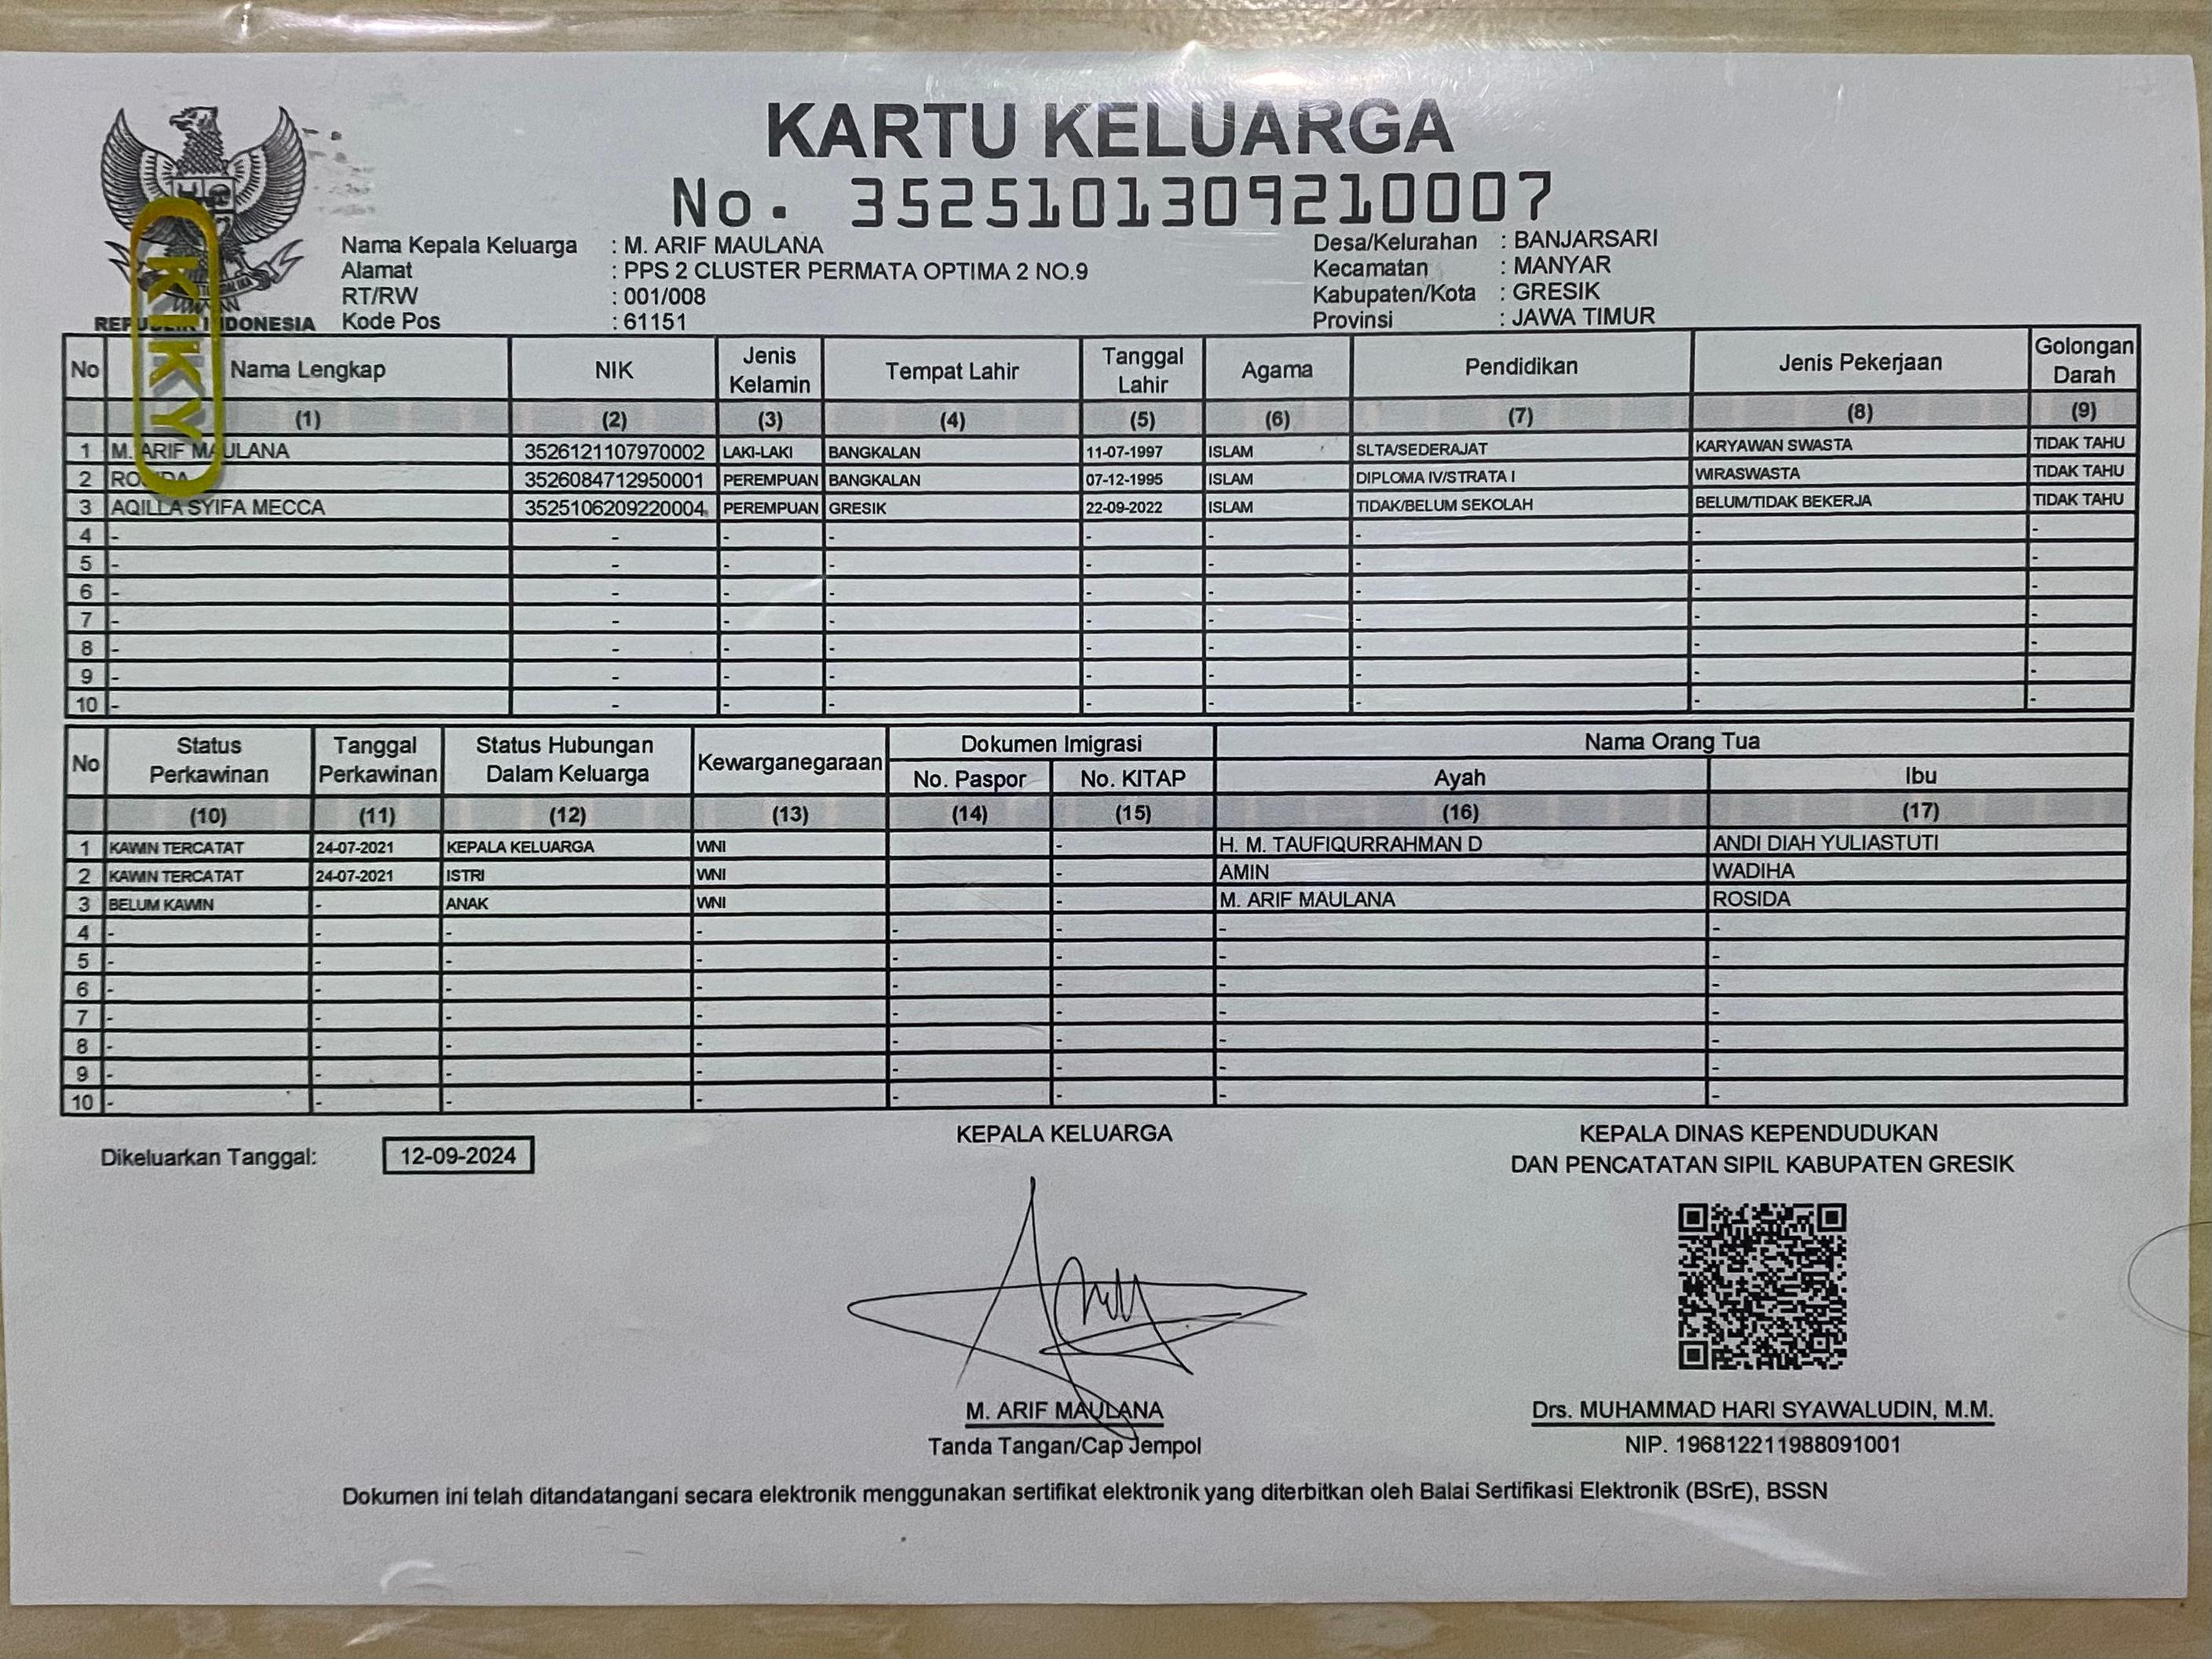 KARTU KELUARGA
No. 3525101309210007
Nama Kepala Keluarga : M. ARIF MAULANA
Alamat : PPS 2 CLUSTER PERMATA OPTIMA 2 NO.9
RT/RW : 001/008
Kode Pos : 61151
Desa/Kelurahan : BANJARSARI
Kecamatan : MANYAR
Kabupaten/Kota : GRESIK
Provinsi : JAWA TIMUR
REPUBLIK INDONESIA
KIKY
No Nama Lengkap NIK Jenis Kelamin Tempat Lahir Tanggal Lahir Agama Pendidikan Jenis Pekerjaan Golongan Darah
(1) (2) (3) (4) (5) (6) (7) (8) (9)
1 M. ARIF MAULANA 3526121107970002 LAKI-LAKI BANGKALAN 11-07-1997 ISLAM SLTA/SEDERAJAT KARYAWAN SWASTA TIDAK TAHU
2 ROSIDA 3526084712950001 PEREMPUAN BANGKALAN 07-12-1995 ISLAM DIPLOMA IV/STRATA I WIRASWASTA TIDAK TAHU
3 AQILLA SYIFA MECCA 3525106209220004 PEREMPUAN GRESIK 22-09-2022 ISLAM TIDAK/BELUM SEKOLAH BELUM/TIDAK BEKERJA TIDAK TAHU
4 - - - - - - - - -
5 - - - - - - - - -
6 - - - - - - - - -
7 - - - - - - - - -
8 - - - - - - - - -
9 - - - - - - - - -
10 - - - - - - - - -
No Status Perkawinan Tanggal Perkawinan Status Hubungan Dalam Keluarga Kewarganegaraan Dokumen Imigrasi Nama Orang Tua
No. Paspor No. KITAP Ayah Ibu
(10) (11) (12) (13) (14) (15) (16) (17)
1 KAWIN TERCATAT 24-07-2021 KEPALA KELUARGA WNI - H. M. TAUFIQURRAHMAN D ANDI DIAH YULIASTUTI
2 KAWIN TERCATAT 24-07-2021 ISTRI WNI - AMIN WADIHA
3 BELUM KAWIN - ANAK WNI - M. ARIF MAULANA ROSIDA
4 - - - - - - - -
5 - - - - - - - -
6 - - - - - - - -
7 - - - - - - - -
8 - - - - - - - -
9 - - - - - - - -
10 - - - - - - - -
Dikeluarkan Tanggal: 12-09-2024
KEPALA KELUARGA
M. ARIF MAULANA
Tanda Tangan/Cap Jempol
KEPALA DINAS KEPENDUDUKAN
DAN PENCATATAN SIPIL KABUPATEN GRESIK
Drs. MUHAMMAD HARI SYAWALUDIN, M.M.
NIP. 196812211988091001
Dokumen ini telah ditandatangani secara elektronik menggunakan sertifikat elektronik yang diterbitkan oleh Balai Sertifikasi Elektronik (BSrE), BSSN